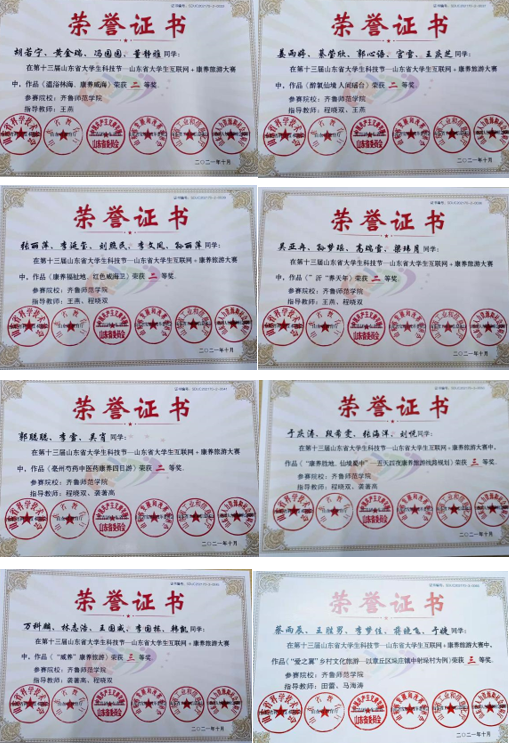 荣誉证书
胡若宁、黄金瑞、冯园园、董静雅同学:
在第十三届山东省大学生科技节—山东省大学生互联网+康养旅游大赛
中,作品《 林海、康养威海》荣获 二 等奖.
参赛院校:齐鲁师范学院
指导教师:王燕
二〇二一年十月
荣誉证书
姜雨婷、蔡莹欣、郭心语、宫雪、王庆芝同学:
在第十三届山东省大学生科技节—山东省大学生互联网+康养旅游大赛
中,作品《醉氧仙境 人间烟台》荣获 二 等奖.
参赛院校:齐鲁师范学院
指导教师:王燕
二〇二一年十月
荣誉证书
张丽萍、李延莹、刘 民、李文凤、孙丽萍同学:
在第十三届山东省大学生科技节—山东省大学生互联网+康养旅游大赛
中,作品《康养福祉地,红色威海卫》荣获 二 等奖.
参赛院校:齐鲁师范学院
指导教师:王燕、程晓双
二〇二一年十月
荣誉证书
吴亚冉、孙梦瑶、高瑞雪、梁玮月同学:
在第十三届山东省大学生科技节—山东省大学生互联网+康养旅游大赛
中,作品《“沂”养天年》荣获 二 等奖.
参赛院校:齐鲁师范学院
指导教师:王燕、程晓双
二〇二一年十月
荣誉证书
郭聪聪、李雪、吴肖同学:
在第十三届山东省大学生科技节—山东省大学生互联网+康养旅游大赛
中,作品《亳州芍药中医药康养四日游》荣获 二 等奖.
参赛院校:齐鲁师范学院
指导教师:程晓双、裴著高
二〇二一年十月
荣誉证书
于庆涛、段希雯、张海洋、刘悦同学:
在第十三届山东省大学生科技节—山东省大学生互联网+康养旅游大赛中,
作品《“康养胜地、仙境蜀中”—五天四夜康养旅游线路规划》荣获 三 等奖.
参赛院校:齐鲁师范学院
指导教师:程晓双、裴著高
二〇二一年十月
荣誉证书
万科麟、林志浩、王国威、李国栋、韩凯同学:
在第十三届山东省大学生科技节—山东省大学生互联网+康养旅游大赛
中,作品《“威养”康养旅游》荣获 三 等奖.
参赛院校:齐鲁师范学院
指导教师:裴著高、程晓双
二〇二一年十月
荣誉证书
蔡雨辰、王胜男、李梦佳、蒋晓飞、于婕同学:
在第十三届山东省大学生科技节—山东省大学生互联网+康养旅游大赛中,
作品《“爱之翼”乡村文化旅游—以章丘区垛庄镇中射垛村为例》荣获 三 等奖.
参赛院校:齐鲁师范学院
指导教师:田雷、马海涛
二〇二一年十月